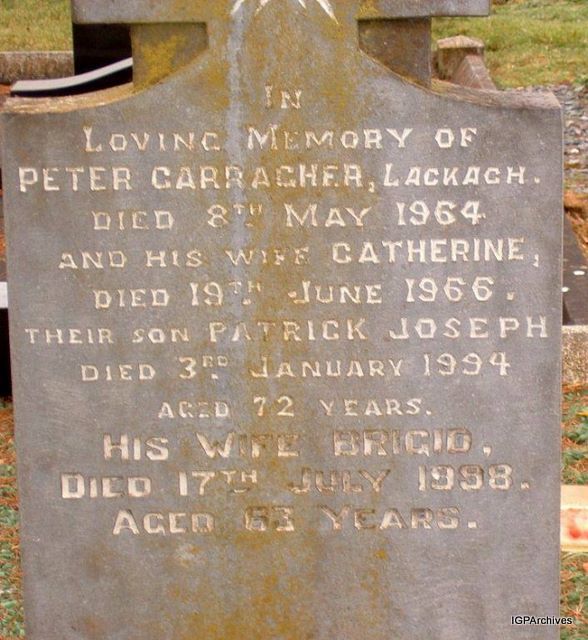 IN
LOVING MEMORY OF
PETER CARRAGHER, LACKAGH.
DIED 8TH MAY 1964
AND HIS WIFE CATHERINE,
DIED 19TH JUNE 1966.
THEIR SON PATRICK JOSEPH
DIED 3RD. JANUARY 1994
AGED 72 YEARS.
HIS WIFE BRIGID,
DIED 17TH JULY 1998.
AGED 63 YEARS.
IGPArchives